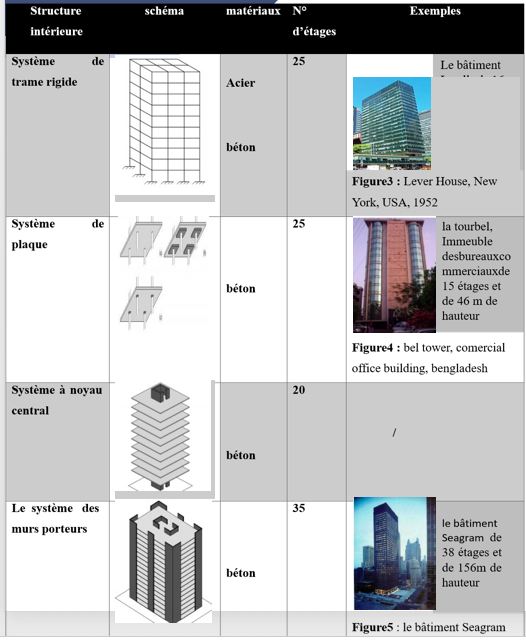 Structure intérieure
schéma
matériaux
N° d'étages
Exemples
Système de
trame rigide
Acier
béton
25
Le bâtiment
Figure3 : Lever House, New
York, USA, 1952
Système de
plaque
béton
25
la tourbel,
Immeuble
desbureauxco
mmerciauxde
15 étages et
de 46 m de
hauteur
Figure4 : bel tower, comercial
office building, bengladesh
Système à noyau
central
béton
20
/
Le système des
murs porteurs
béton
35
le bâtiment
Seagram de
38 étages et
de 156m de
hauteur
Figure5 : le bâtiment Seagram